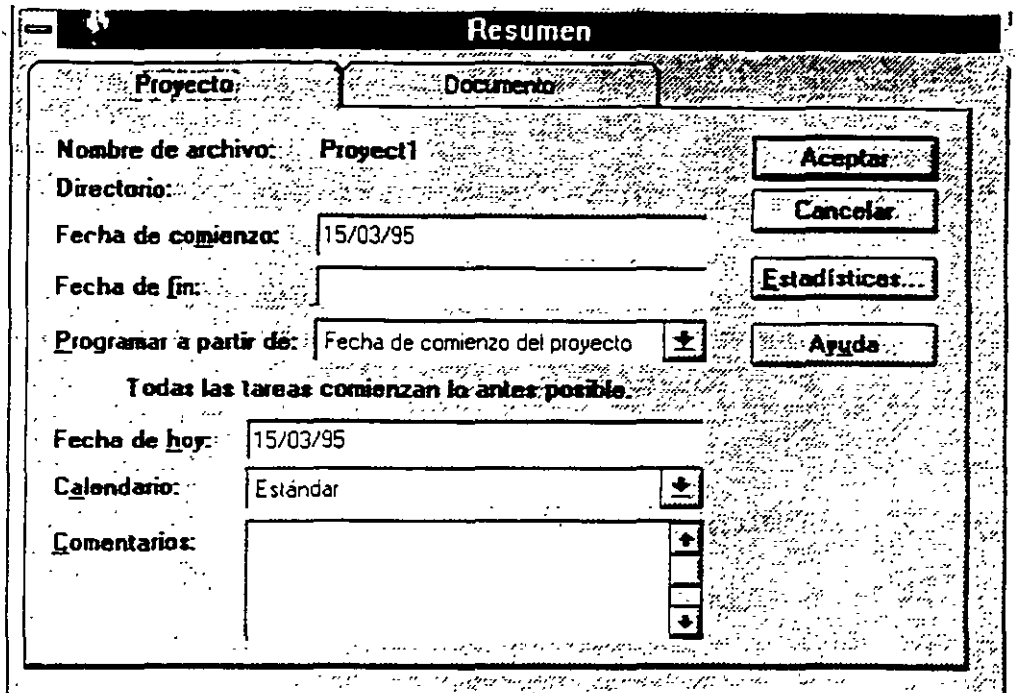 Resumen
Proyecto
Documento
Nombre de archivo: Proyect1
Directorio:
Fecha de comienzo: 15/03/95
Fecha de fin:
Programar a partir de: Fecha de comienzo del proyecto
Todas las tareas comienzan lo antes posible.
Fecha de hoy: 15/03/95
Calendario: Estándar
Comentarios:
Aceptar
Cancelar
Estadísticas...
Ayuda